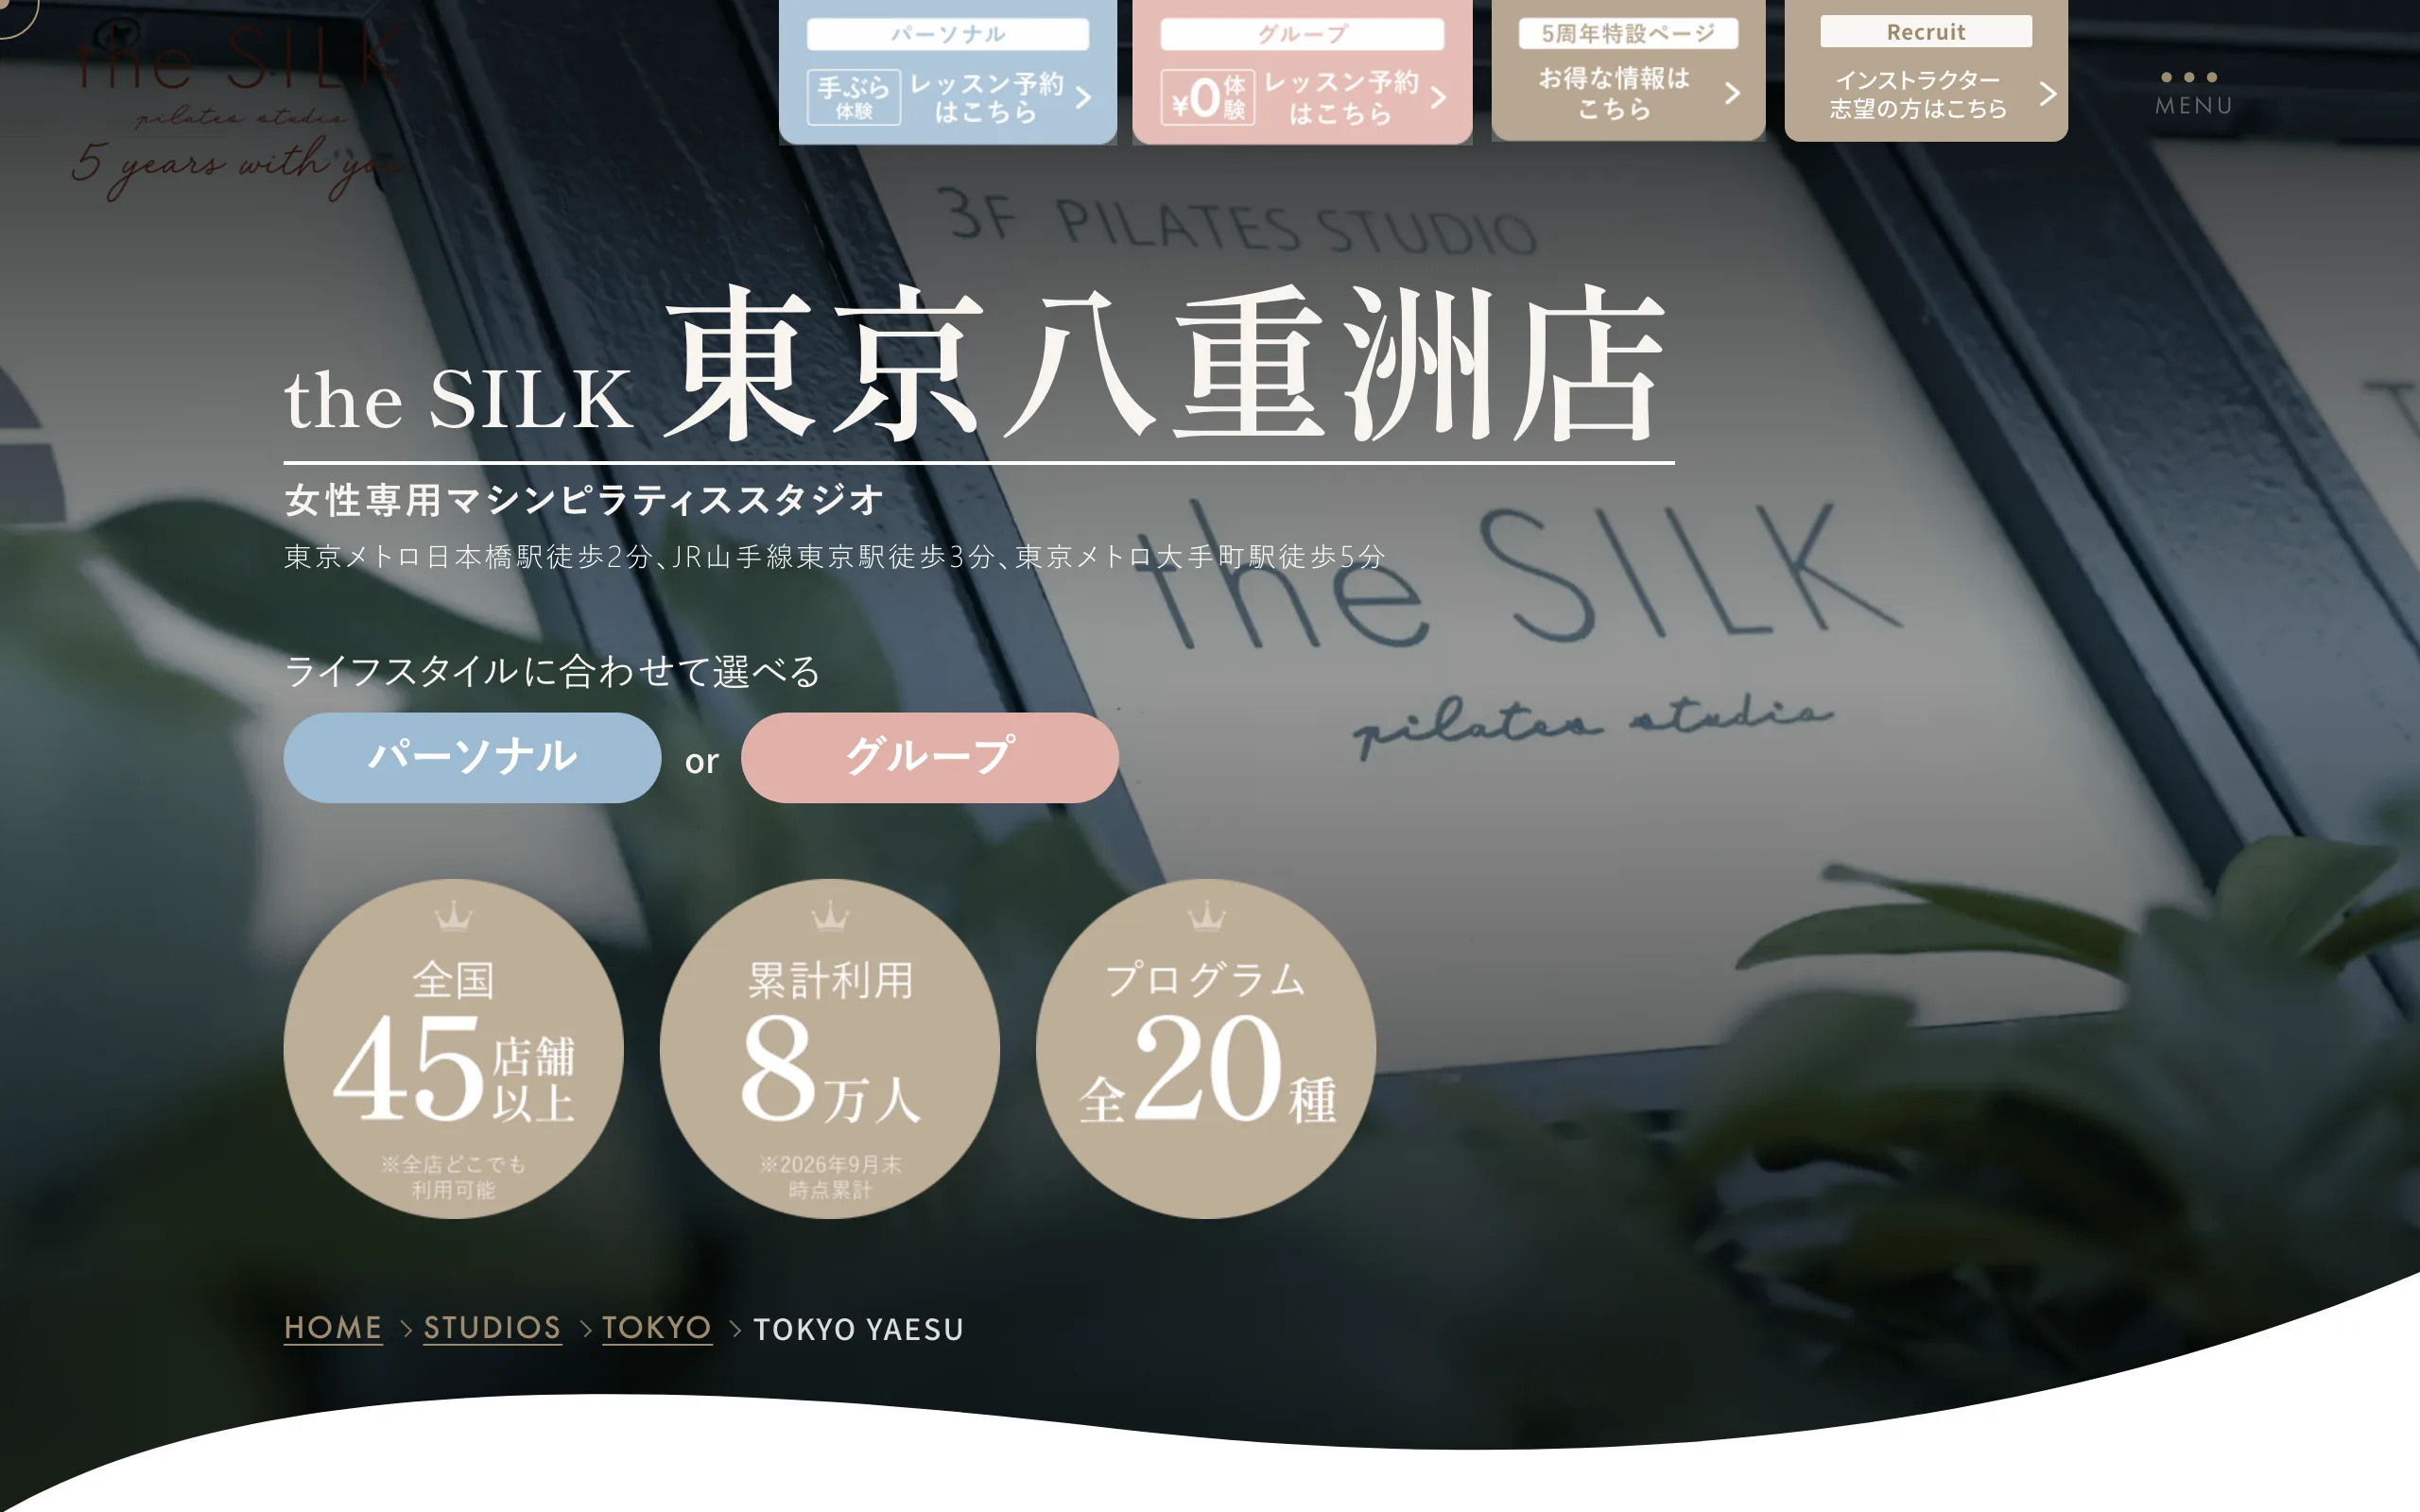 the SILK
pilates studio
5 years with you
パーソナル
手ぶら
体験
レッスン予約
はこちら
グループ
¥0体験
レッスン予約
はこちら
5周年特設ページ
お得な情報は
こちら
Recruit
インストラクター
志望の方はこちら
MENU
3F PILATES STUDIO
the SILK 東京八重洲店
女性専用マシンピラティススタジオ
東京メトロ日本橋駅徒歩2分、JR山手線東京駅徒歩3分、東京メトロ大手町駅徒歩5分
the SILK
pilates studio
ライフスタイルに合わせて選べる
パーソナル or グループ
全国
45店舗
以上
※全店どこでも
利用可能
累計利用
8万人
※2026年9月末
時点累計
プログラム
全20種
HOME > STUDIOS > TOKYO > TOKYO YAESU